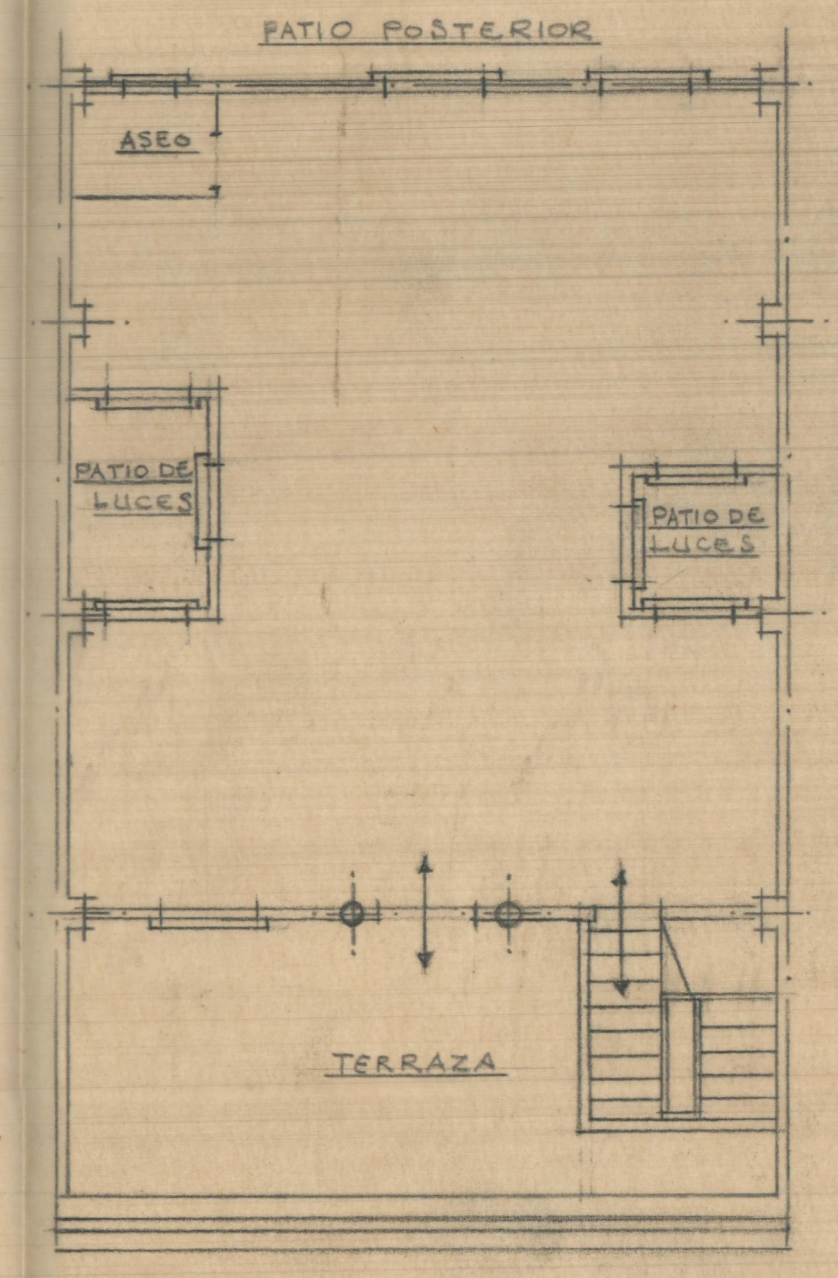 PATIO POSTERIOR
ASEO
PATIO DE
LUCES
PATIO DE
LUCES
TERRAZA